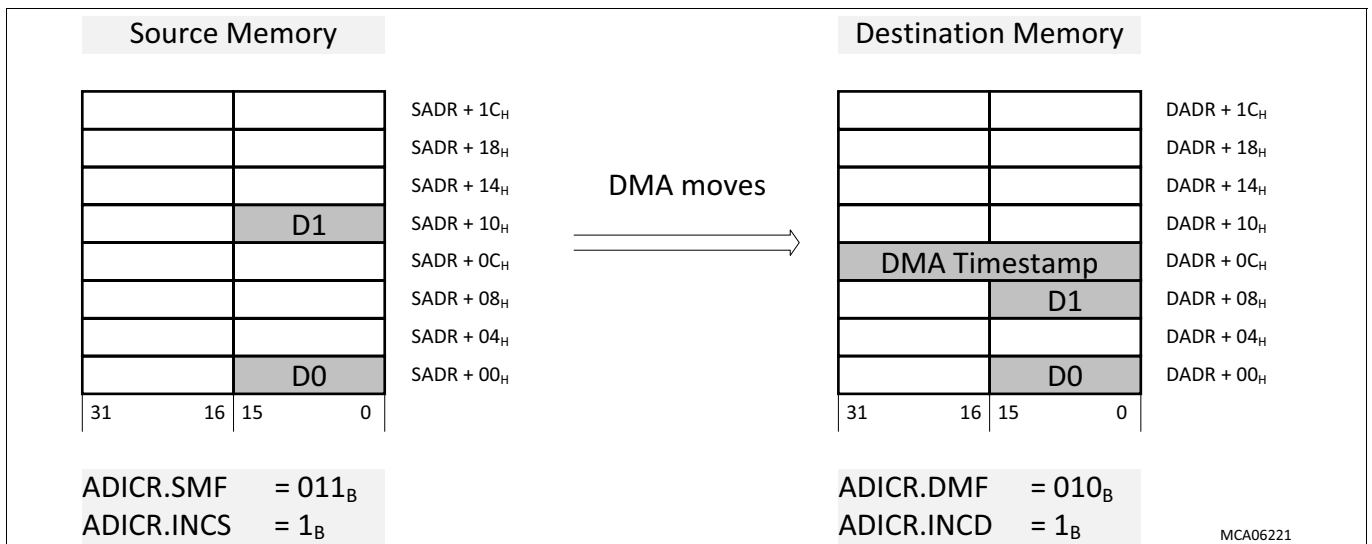 Source Memory
Destination Memory
SADR + 1CH
SADR + 18H
SADR + 14H
D1 SADR + 10H
SADR + 0CH
SADR + 08H
SADR + 04H
D0 SADR + 00H
31 16 15 0
DMA moves
DADR + 1CH
DADR + 18H
DADR + 14H
DADR + 10H
DMA Timestamp DADR + 0CH
D1 DADR + 08H
DADR + 04H
D0 DADR + 00H
31 16 15 0
ADICR.SMF = 011B
ADICR.INCS = 1B
ADICR.DMF = 010B
ADICR.INCD = 1B
MCA06221